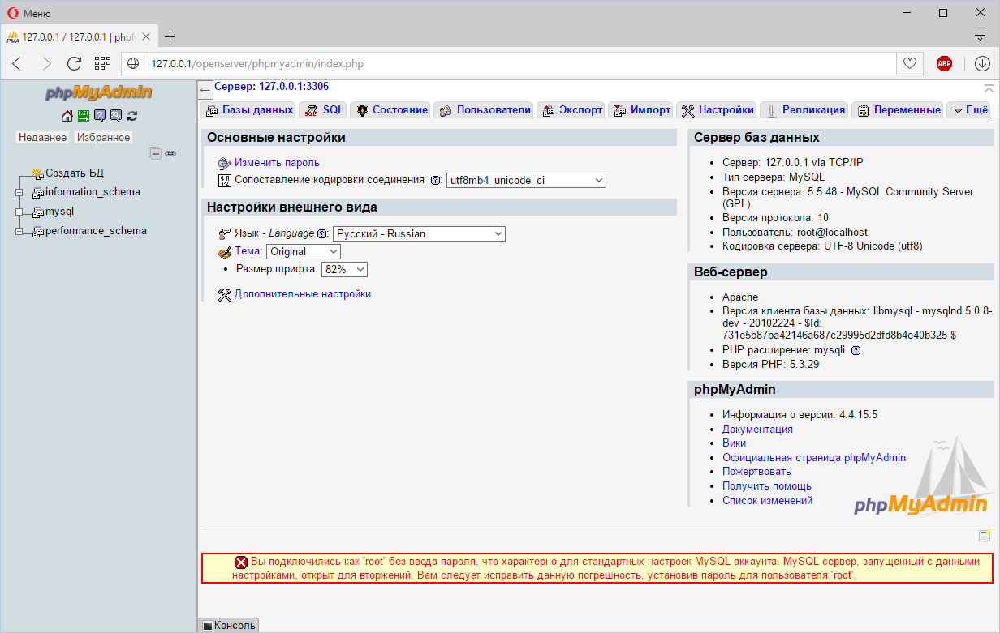 Меню
127.0.0.1 / 127.0.0.1 | phpM
127.0.0.1/openserver/phpmyadmin/index.php
ABP
phpMyAdmin
Недавнее Избранное
Создать БД
information_schema
mysql
performance_schema
Сервер: 127.0.0.1:3306
Базы данных SQL Состояние Пользователи Экспорт Импорт Настройки Репликация Переменные Ещё
Основные настройки
Изменить пароль
Сопоставление кодировки соединения : utf8mb4_unicode_ci
Настройки внешнего вида
Язык - Language : Русский - Russian
Тема: Original
Размер шрифта: 82%
Дополнительные настройки
Сервер баз данных
Сервер: 127.0.0.1 via TCP/IP
Тип сервера: MySQL
Версия сервера: 5.5.48 - MySQL Community Server
(GPL)
Версия протокола: 10
Пользователь: root@localhost
Кодировка сервера: UTF-8 Unicode (utf8)
Веб-сервер
Apache
Версия клиента базы данных: libmysql - mysqlnd 5.0.8-
dev - 20102224 - $Id:
731e5b87ba42146a687c29995d2dfd8b4e40b325 $
PHP расширение: mysqli
Версия PHP: 5.3.29
phpMyAdmin
Информация о версии: 4.4.15.5
Документация
Вики
Официальная страница phpMyAdmin
Пожертвовать
Получить помощь
Список изменений
phpMyAdmin
Вы подключились как 'root' без ввода пароля, что характерно для стандартных настроек MySQL аккаунта. MySQL сервер, запущенный с данными
настройками, открыт для вторжений. Вам следует исправить данную погрешность, установив пароль для пользователя 'root'.
Консоль